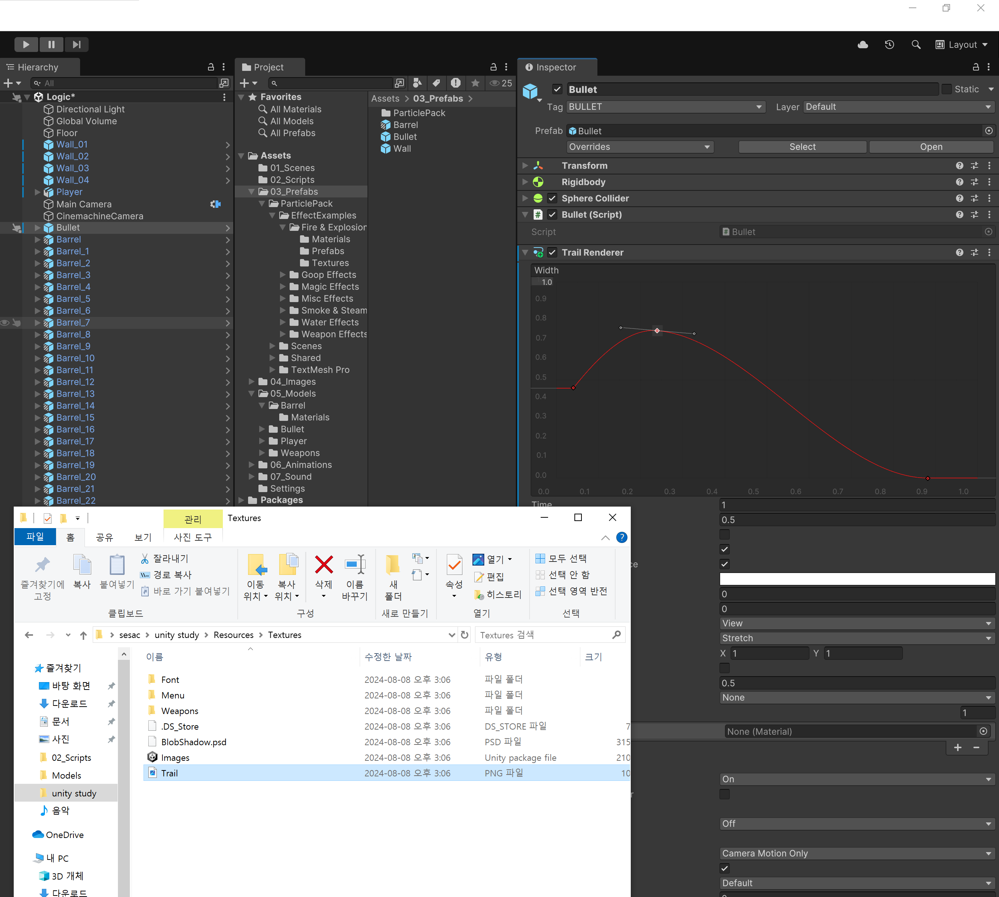 Layout
Hierarchy
All
Logic*
Directional Light
Global Volume
Floor
Wall_01
Wall_02
Wall_03
Wall_04
Player
Main Camera
CinemachineCamera
Bullet
Barrel
Barrel_1
Barrel_2
Barrel_3
Barrel_4
Barrel_5
Barrel_6
Barrel_7
Barrel_8
Barrel_9
Barrel_10
Barrel_11
Barrel_12
Barrel_13
Barrel_14
Barrel_15
Barrel_16
Barrel_17
Barrel_18
Barrel_19
Barrel_20
Barrel_21
Barrel_22
Project
25
Favorites
All Materials
All Models
All Prefabs
Assets
01_Scenes
02_Scripts
03_Prefabs
ParticlePack
EffectExamples
Fire & Explosion
Materials
Prefabs
Textures
Goop Effects
Magic Effects
Misc Effects
Smoke & Steam
Water Effects
Weapon Effects
Scenes
Shared
TextMesh Pro
04_Images
05_Models
Barrel
Materials
Bullet
Player
Weapons
06_Animations
07_Sound
Settings
Packages
Assets > 03_Prefabs >
ParticlePack
Barrel
Bullet
Wall
Inspector
Bullet Static
Tag BULLET Layer Default
Prefab Bullet
Overrides Select Open
Transform
Rigidbody
Sphere Collider
# Bullet (Script)
Script # Bullet
Trail Renderer
Width
1.0
0.9
0.8
0.7
0.6
0.5
0.4
0.3
0.2
0.1
0.0
0.0 0.1 0.2 0.3 0.4 0.5 0.6 0.7 0.8 0.9 1.0
Time 1
0.5
ce
0
0
View
Stretch
X 1 Y 1
0.5
None
1
None (Material)
+ −
On
r
Off
Camera Motion Only
Default
관리 Textures
파일 홈 공유 보기 사진 도구
즐겨찾기에 고정
복사
붙여넣기
잘라내기
경로 복사
바로 가기 붙여넣기
클립보드
이동 위치
복사 위치
삭제
이름 바꾸기
구성
새 폴더
새로 만들기
속성
열기
편집
히스토리
열기
모두 선택
선택 안 함
선택 영역 반전
선택
> sesac > unity study > Resources > Textures
Textures 검색
즐겨찾기
바탕 화면
다운로드
문서
사진
02_Scripts
Models
unity study
음악
OneDrive
내 PC
3D 개체
다운로드
이름 수정한 날짜 유형 크기
Font 2024-08-08 오후 3:06 파일 폴더
Menu 2024-08-08 오후 3:06 파일 폴더
Weapons 2024-08-08 오후 3:06 파일 폴더
.DS_Store 2024-08-08 오후 3:06 DS_STORE 파일 7
BlobShadow.psd 2024-08-08 오후 3:06 PSD 파일 315
Images 2024-08-08 오후 3:06 Unity package file 210
Trail 2024-08-08 오후 3:06 PNG 파일 10